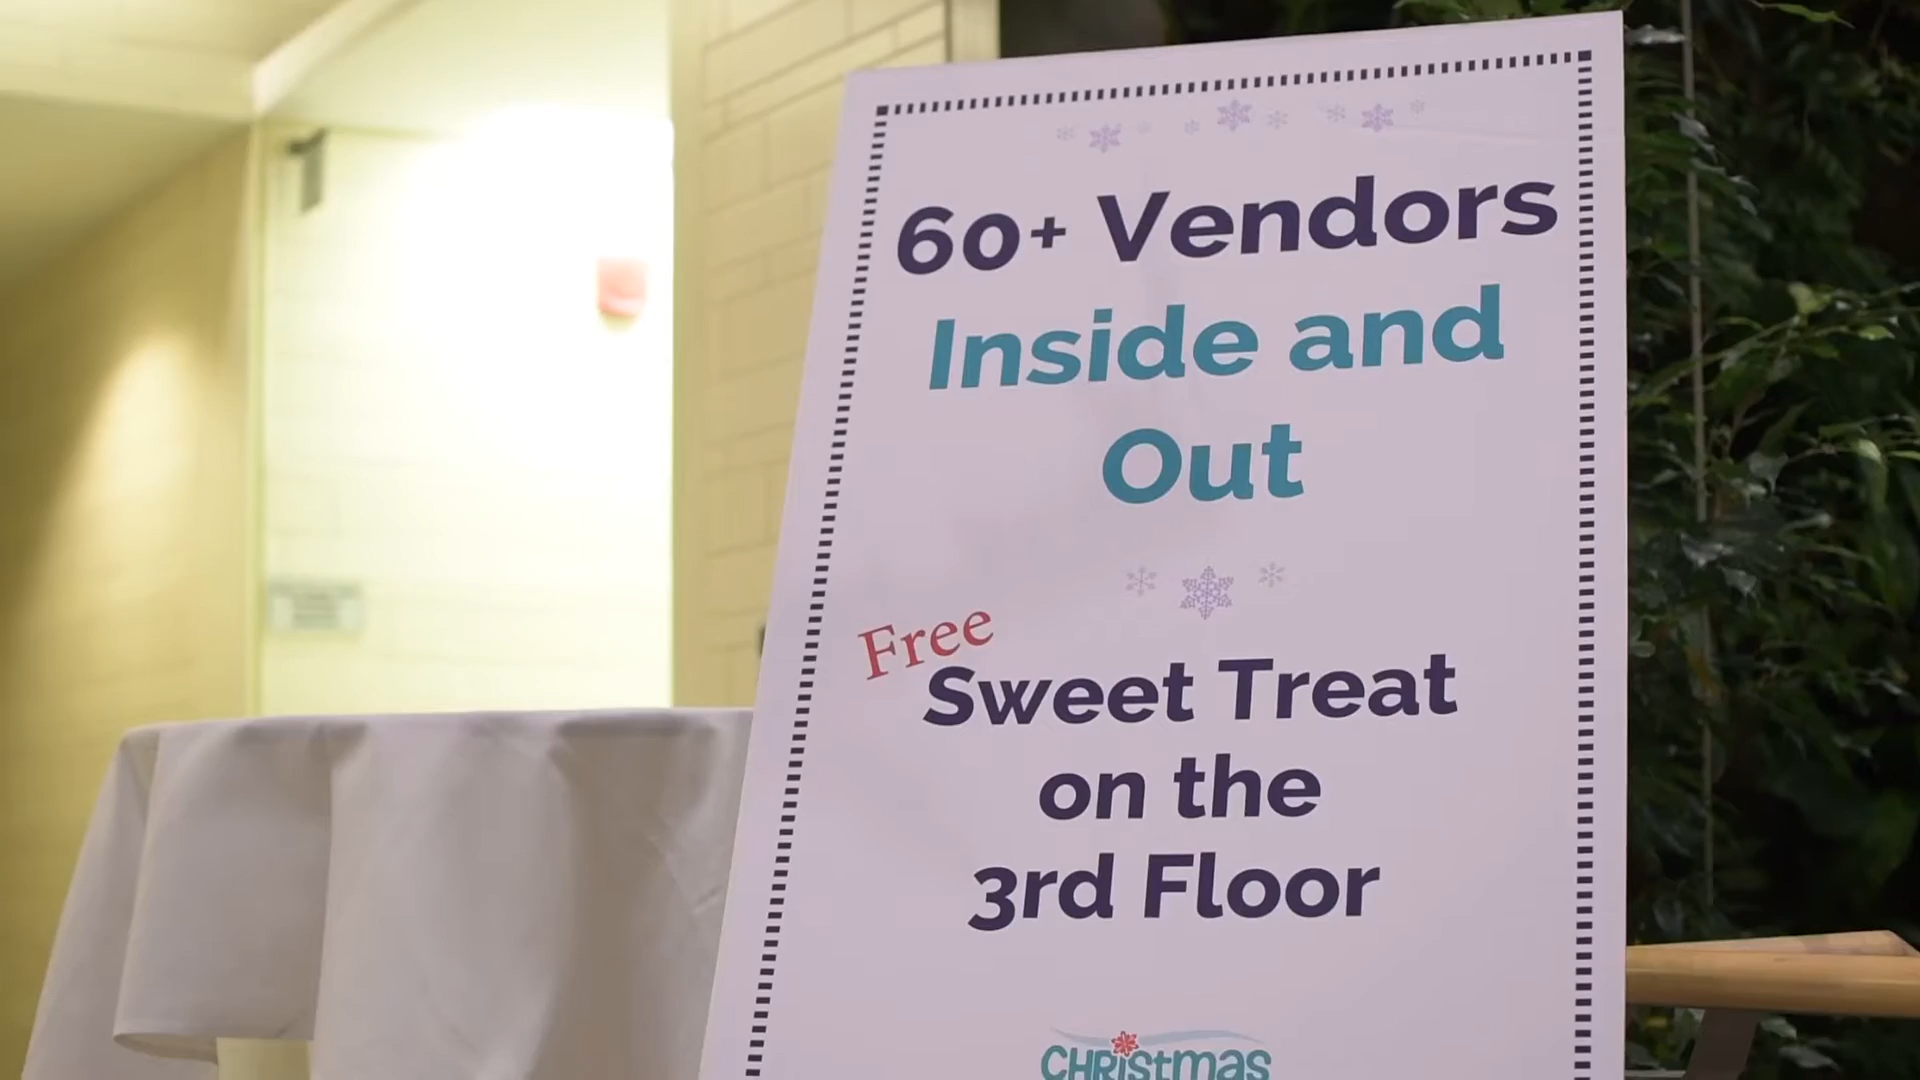 60+ Vendors
Inside and
Out
Free
Sweet Treat
on the
3rd Floor
CHRistmas